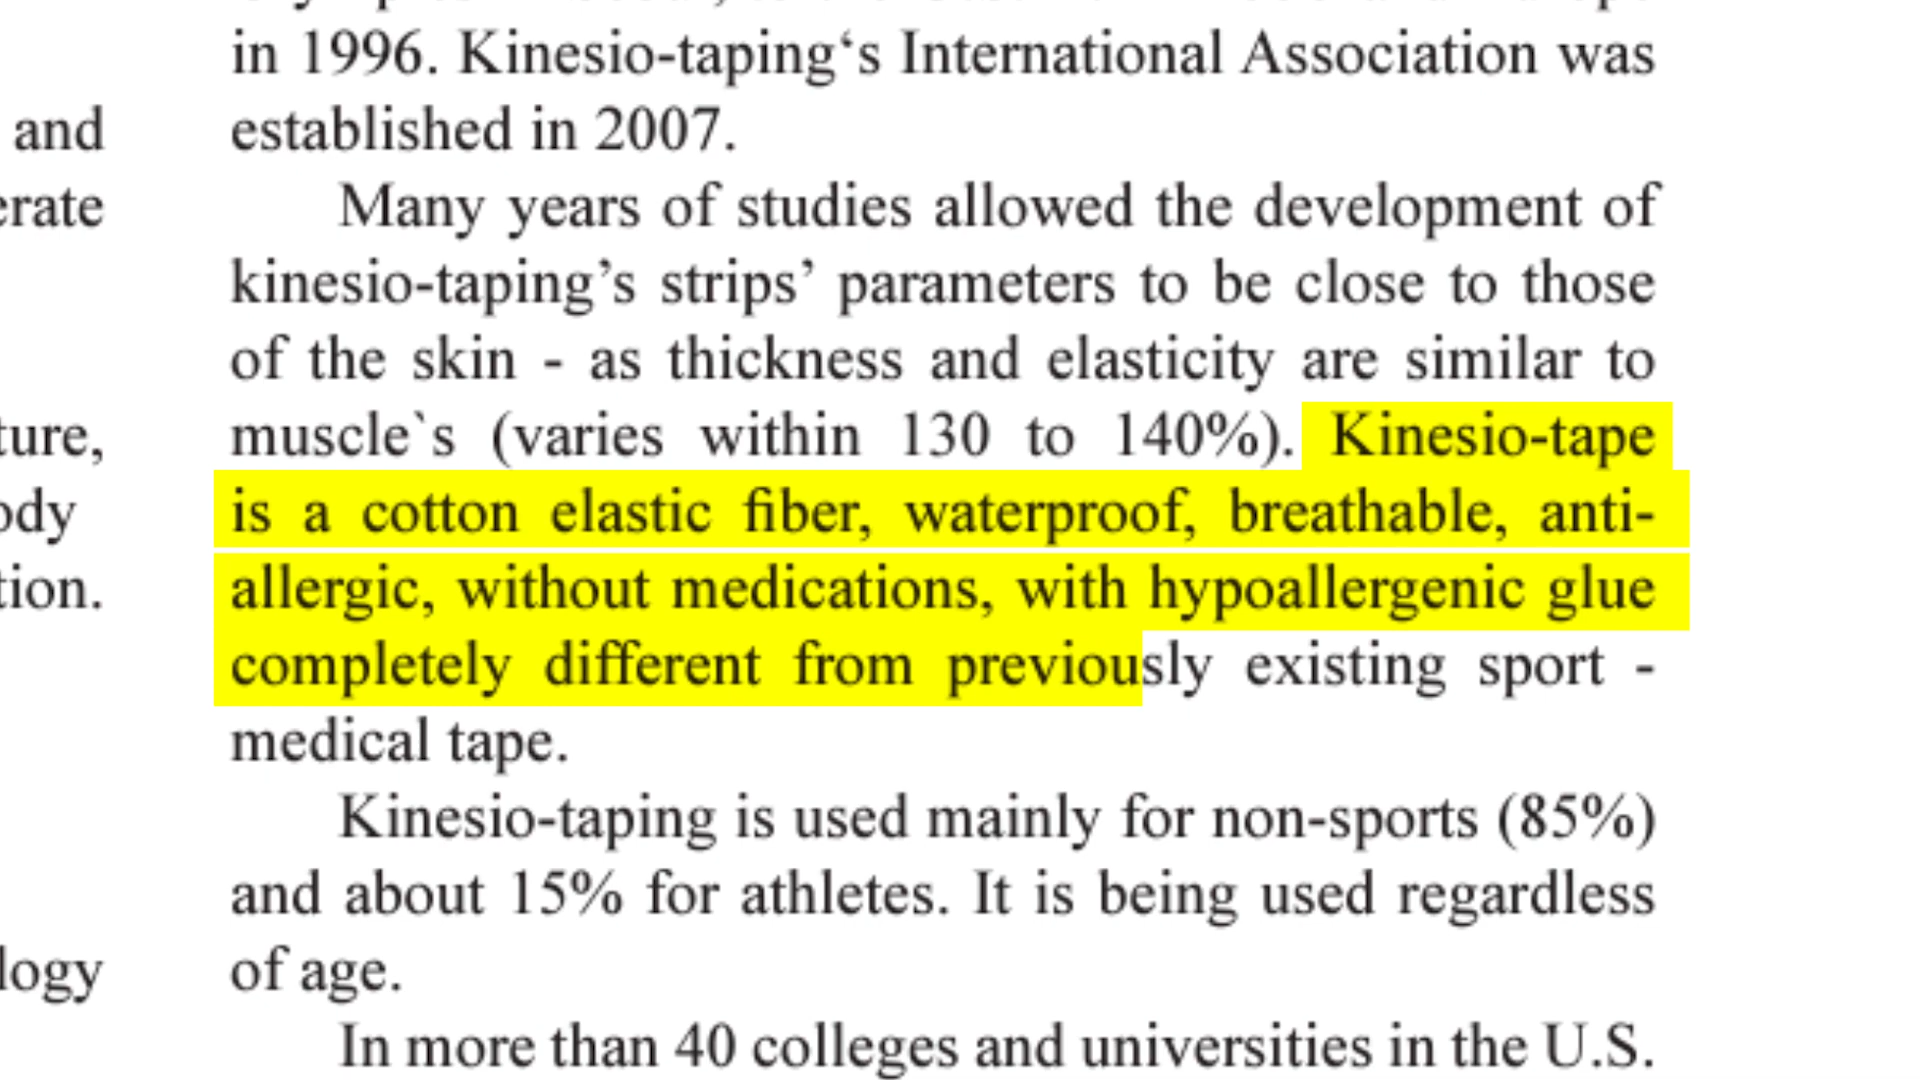 in 1996. Kinesio-taping‘s International Association was
established in 2007.
Many years of studies allowed the development of
kinesio-taping’s strips’ parameters to be close to those
of the skin - as thickness and elasticity are similar to
muscle`s (varies within 130 to 140%). Kinesio-tape
is a cotton elastic fiber, waterproof, breathable, anti-
allergic, without medications, with hypoallergenic glue
completely different from previously existing sport -
medical tape.
Kinesio-taping is used mainly for non-sports (85%)
and about 15% for athletes. It is being used regardless
of age.
In more than 40 colleges and universities in the U.S.
and